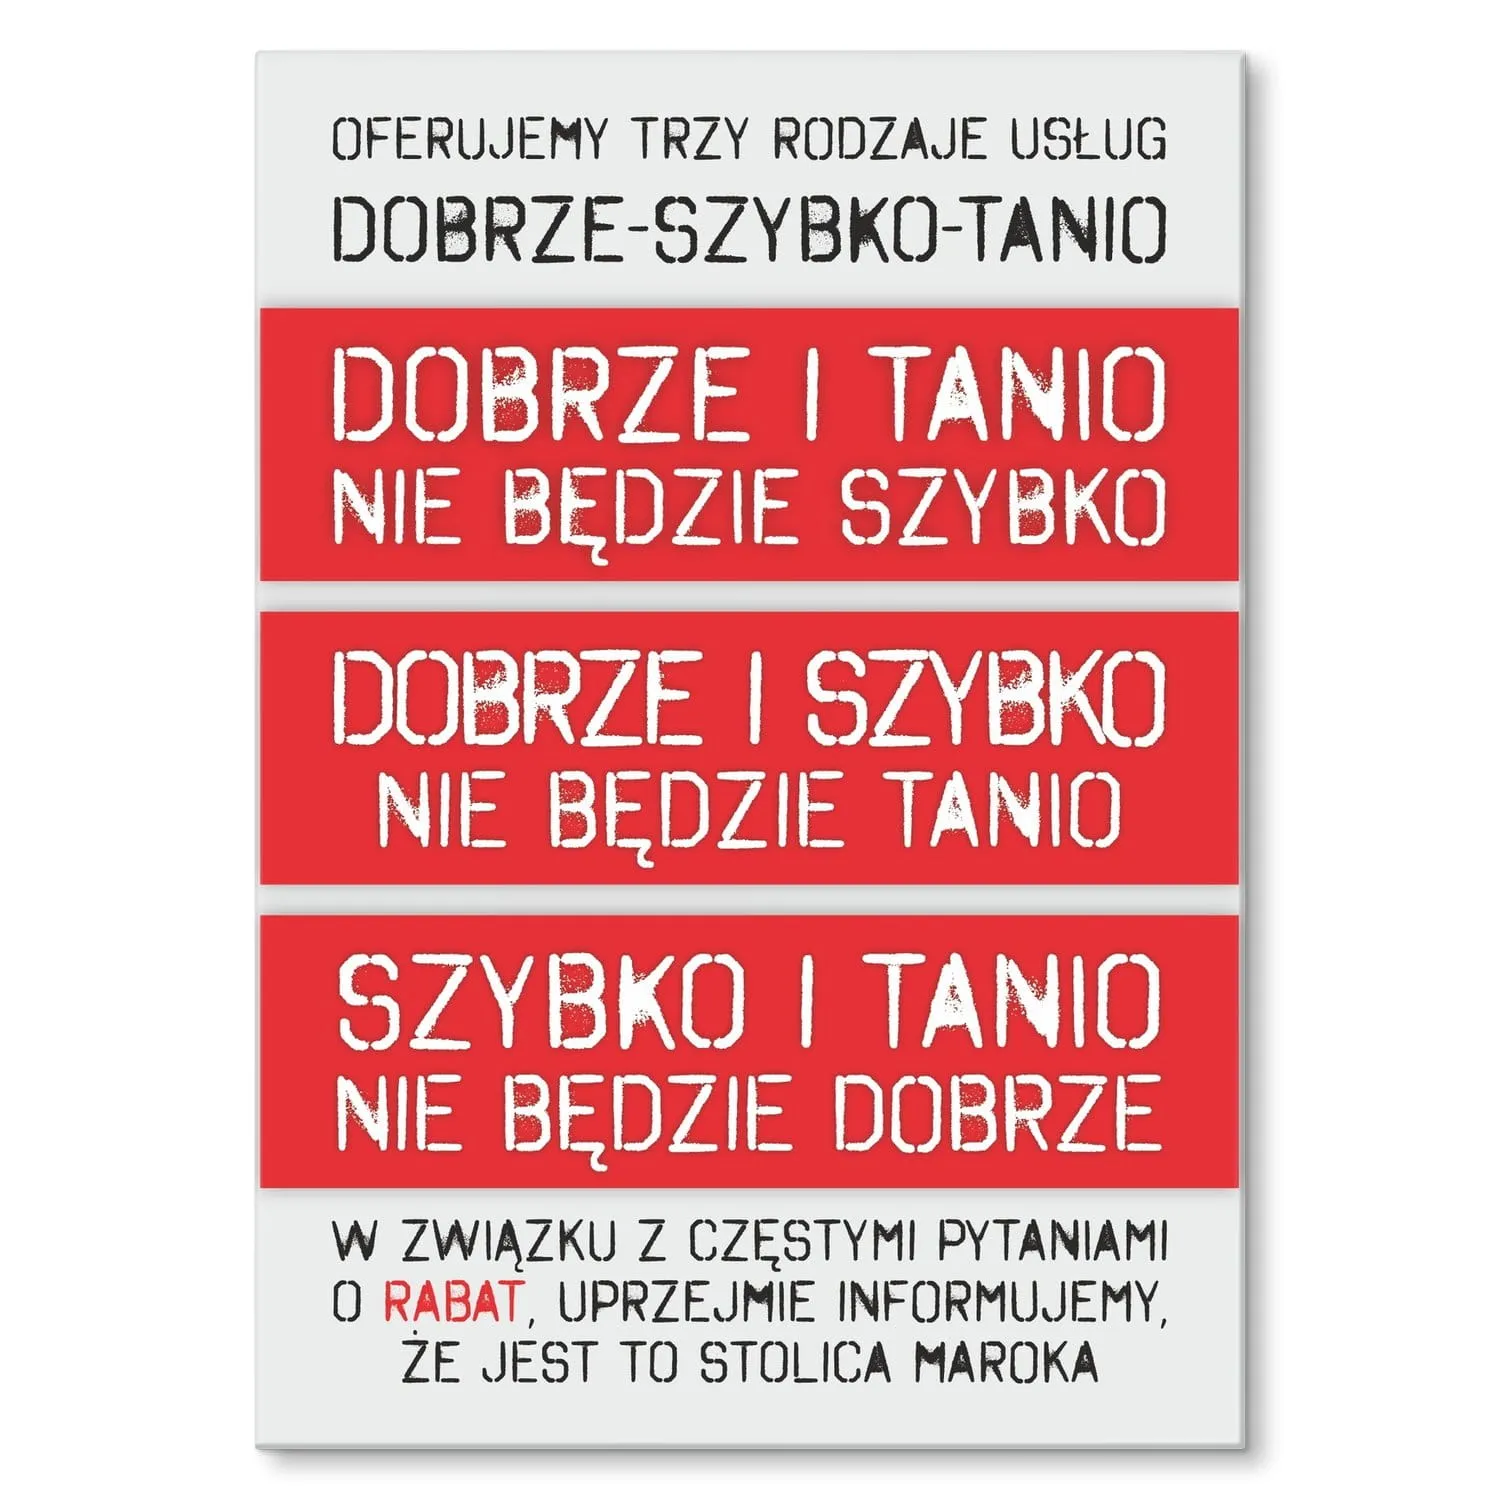 OFERUJEMY TRZY RODZAJE USŁUG
DOBRZE-SZYBKO-TANIO
DOBRZE I TANIO
NIE BĘDZIE SZYBKO
DOBRZE I SZYBKO
NIE BĘDZIE TANIO
SZYBKO I TANIO
NIE BĘDZIE DOBRZE
W ZWIĄZKU Z CZĘSTYMI PYTANIAMI
O RABAT, UPRZEJMIE INFORMUJEMY,
ŻE JEST TO STOLICA MAROKA